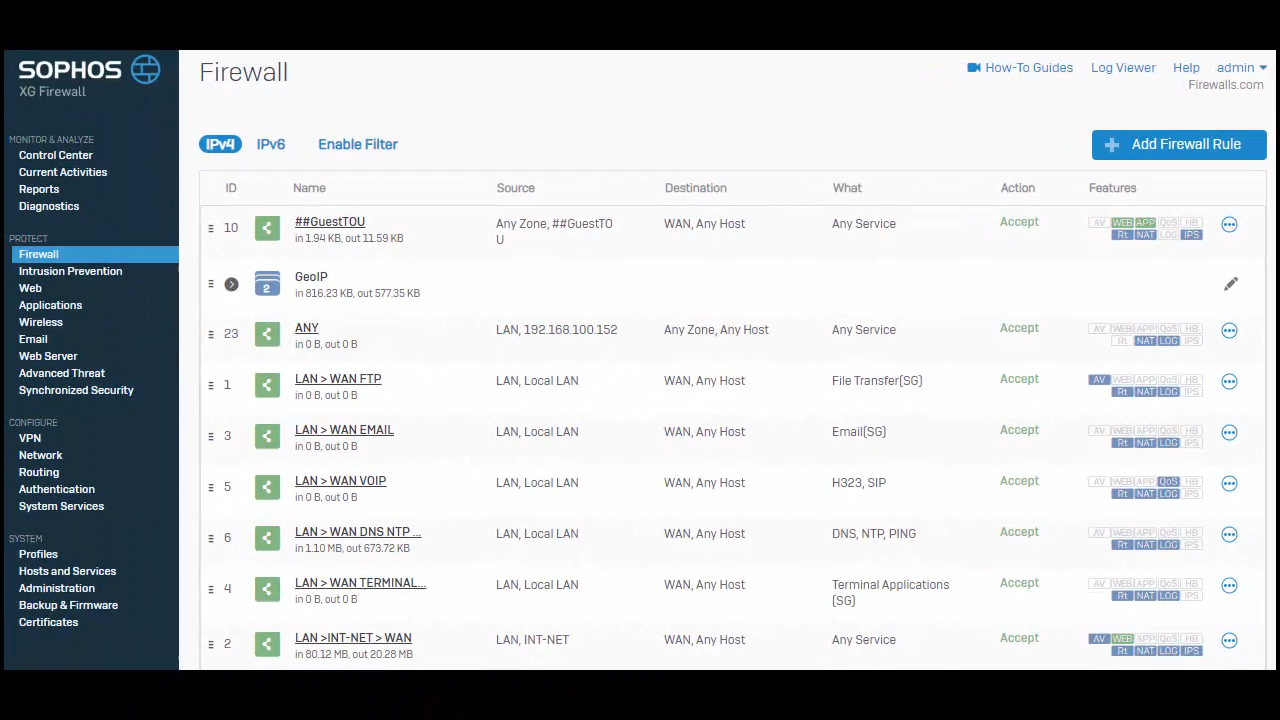 SOPHOS
XG Firewall
MONITOR & ANALYZE
Control Center
Current Activities
Reports
Diagnostics
PROTECT
Firewall
Intrusion Prevention
Web
Applications
Wireless
Email
Web Server
Advanced Threat
Synchronized Security
CONFIGURE
VPN
Network
Routing
Authentication
System Services
SYSTEM
Profiles
Hosts and Services
Administration
Backup & Firmware
Certificates
Firewall
How-To Guides Log Viewer Help admin
Firewalls.com
IPv4 IPv6 Enable Filter Add Firewall Rule
ID Name Source Destination What Action Features
10 ##GuestTOU Any Zone, ##GuestTO WAN, Any Host Any Service Accept AV WEB APP QoS HB
in 1.94 KB, out 11.59 KB U Rt NAT LOG IPS
GeoIP
2 in 816.23 KB, out 577.35 KB
23 ANY LAN, 192.168.100.152 Any Zone, Any Host Any Service Accept AV WEB APP QoS HB
in 0 B, out 0 B Rt NAT LOG IPS
1 LAN > WAN FTP LAN, Local LAN WAN, Any Host File Transfer(SG) Accept AV WEB APP QoS HB
in 0 B, out 0 B Rt NAT LOG IPS
3 LAN > WAN EMAIL LAN, Local LAN WAN, Any Host Email(SG) Accept AV WEB APP QoS HB
in 0 B, out 0 B Rt NAT LOG IPS
5 LAN > WAN VOIP LAN, Local LAN WAN, Any Host H323, SIP Accept AV WEB APP QoS HB
in 0 B, out 0 B Rt NAT LOG IPS
6 LAN > WAN DNS NTP ... LAN, Local LAN WAN, Any Host DNS, NTP, PING Accept AV WEB APP QoS HB
in 1.10 MB, out 673.72 KB Rt NAT LOG IPS
4 LAN > WAN TERMINAL... LAN, Local LAN WAN, Any Host Terminal Applications Accept AV WEB APP QoS HB
in 0 B, out 0 B (SG) Rt NAT LOG IPS
2 LAN >INT-NET > WAN LAN, INT-NET WAN, Any Host Any Service Accept AV WEB APP QoS HB
in 80.12 MB, out 20.28 MB Rt NAT LOG IPS